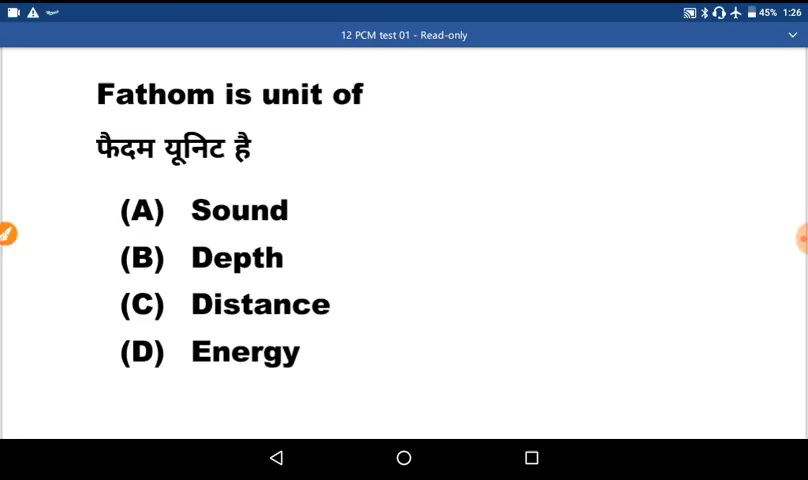 45% 1:26
12 PCM test 01 - Read-only
Fathom is unit of
फैदम यूनिट है
(A) Sound
(B) Depth
(C) Distance
(D) Energy